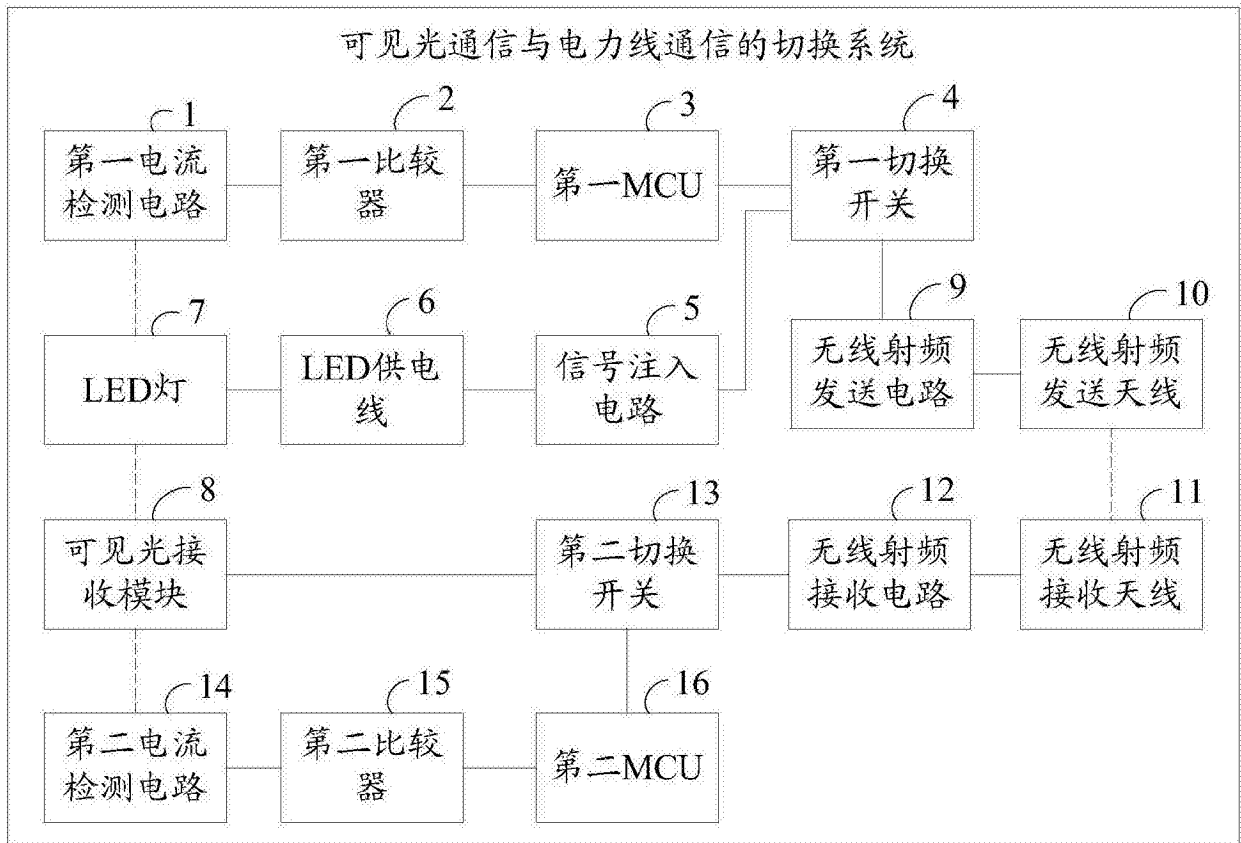 可见光通信与电力线通信的切换系统
1
2
3
4
第一电流
检测电路
第一比较
器
第一MCU
第一切换
开关
7
6
5
9
10
LED灯
LED供电
线
信号注入
电路
无线射频
发送电路
无线射频
发送天线
8
13
12
11
可见光接
收模块
第二切换
开关
无线射频
接收电路
无线射频
接收天线
14
15
16
第二电流
检测电路
第二比较
器
第二MCU